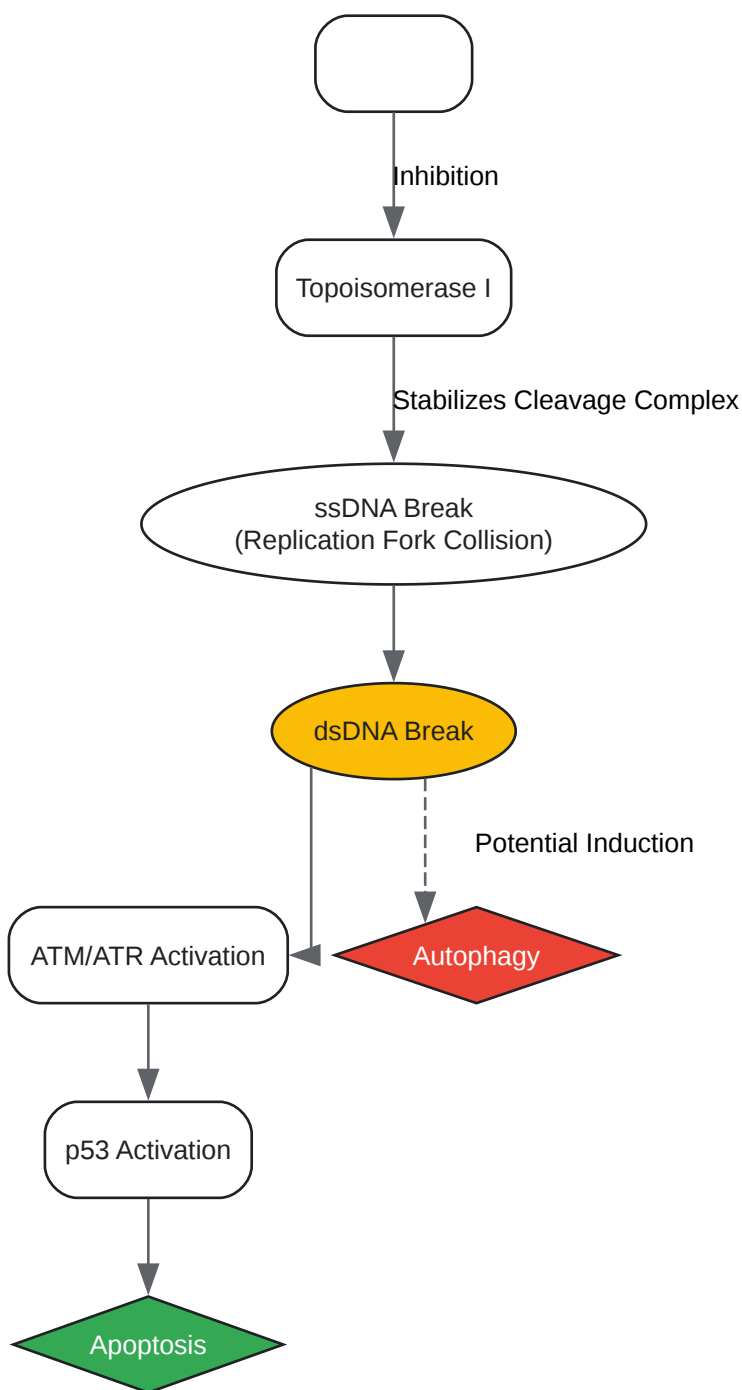 Inhibition
Topoisomerase I
Stabilizes Cleavage Complex
ssDNA Break
(Replication Fork Collision)
dsDNA Break
Potential Induction
ATM/ATR Activation
Autophagy
p53 Activation
Apoptosis